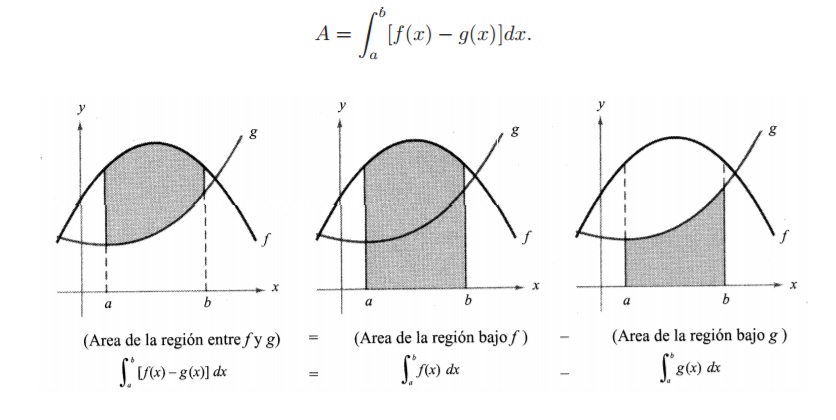 A = ∫_a^b [f(x) − g(x)]dx.
y y y
g g g
f f f
x x x
a b a b a b
(Area de la región entre f y g) = (Area de la región bajo f ) − (Area de la región bajo g )
∫_a^b [f(x) − g(x)] dx = ∫_a^b f(x) dx − ∫_a^b g(x) dx